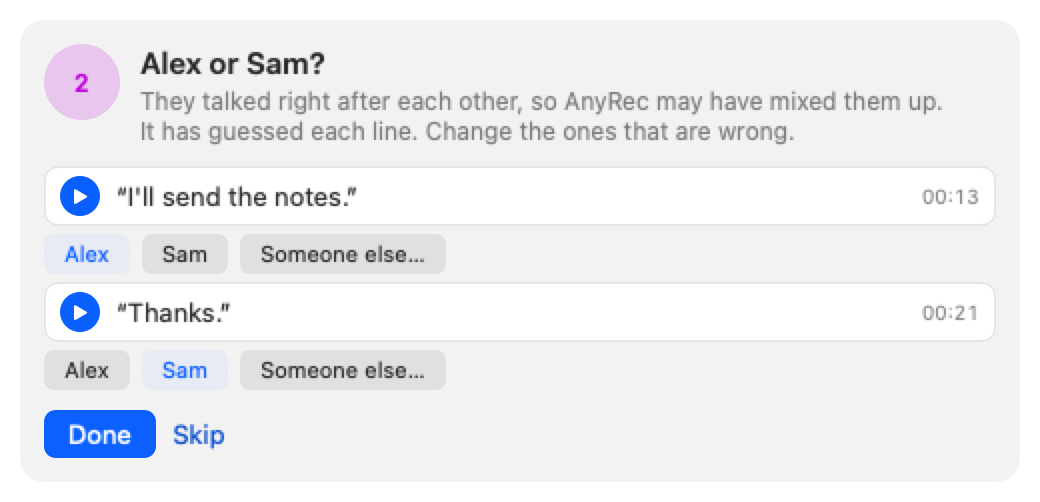 2
Alex or Sam?
They talked right after each other, so AnyRec may have mixed them up.
It has guessed each line. Change the ones that are wrong.
“I'll send the notes.” 00:13
Alex Sam Someone else...
“Thanks.” 00:21
Alex Sam Someone else...
Done Skip